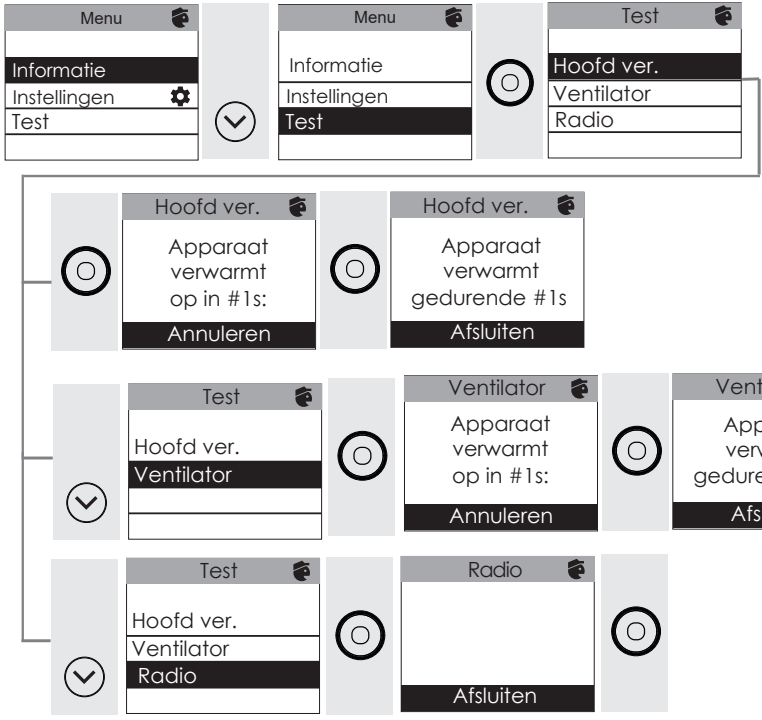 Menu
Informatie
Instellingen
Test
Menu
Informatie
Instellingen
Test
Test
Hoofd ver.
Ventilator
Radio
Hoofd ver.
Apparaat
verwarmt
op in #1s:
Annuleren
Hoofd ver.
Apparaat
verwarmt
gedurende #1s
Afsluiten
Test
Hoofd ver.
Ventilator
Ventilator
Apparaat
verwarmt
op in #1s:
Annuleren
Test
Hoofd ver.
Ventilator
Radio
Radio
Afsluiten